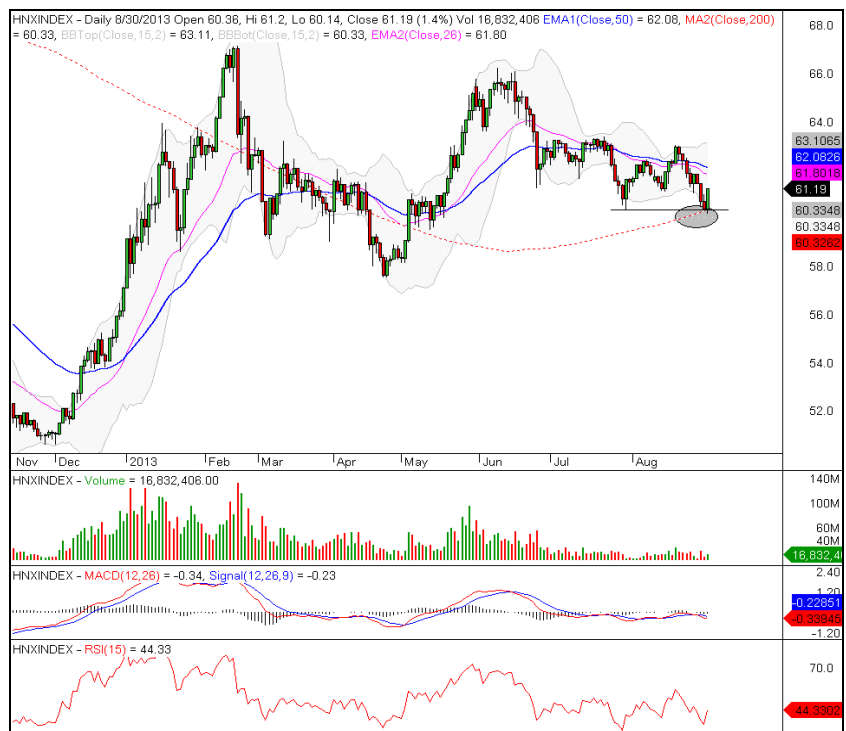 HNXINDEX - Daily 8/30/2013 Open 60.36, Hi 61.2, Lo 60.14, Close 61.19 (1.4%) Vol 16,832,406 EMA1(Close,50) = 62.08, MA2(Close,200)
= 60.33, BBTop(Close,15,2) = 63.11, BBBot(Close,15,2) = 60.33, EMA2(Close,26) = 61.80
68.0
66.0
64.0
63.1065
62.0826
61.8018
61.19
60.3348
60.3348
60.3262
58.0
56.0
54.0
52.0
Nov Dec 2013 Feb Mar Apr May Jun Jul Aug
HNXINDEX - Volume = 16,832,406.00
140M
100M
60M
40M
16,832,40
HNXINDEX - MACD(12,26) = -0.34, Signal(12,26,9) = -0.23
2.40
1.20
-0.22851
-0.33945
-1.20
HNXINDEX - RSI(15) = 44.33
70.0